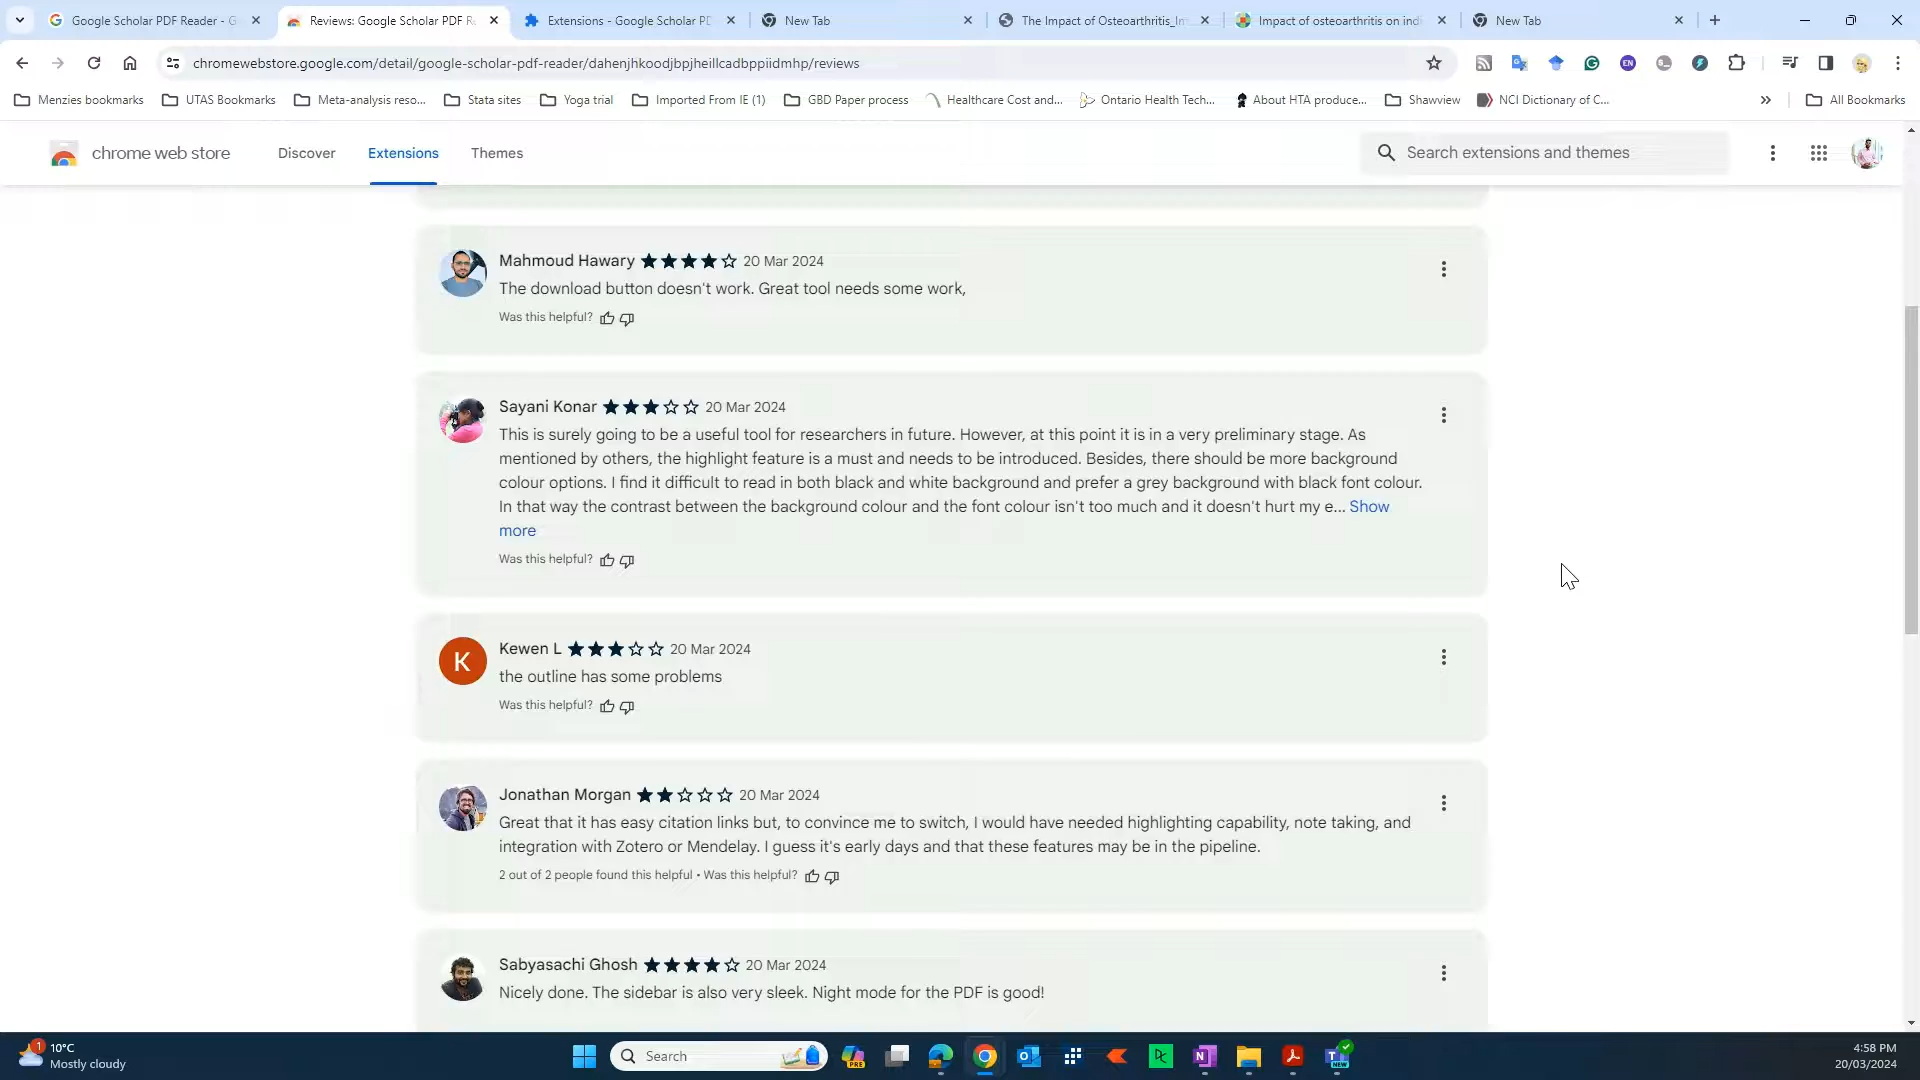 Google Scholar PDF Reader - G
Reviews: Google Scholar PDF R
Extensions - Google Scholar PD
New Tab
The Impact of Osteoarthritis_In
Impact of osteoarthritis on indi
New Tab
chromewebstore.google.com/detail/google-scholar-pdf-reader/dahenjhkoodjbpjheillcadbppiidmhp/reviews
EN
Menzies bookmarks
UTAS Bookmarks
Meta-analysis reso...
Stata sites
Yoga trial
Imported From IE (1)
GBD Paper process
Healthcare Cost and...
Ontario Health Tech...
About HTA produce...
Shawview
NCI Dictionary of C...
All Bookmarks
chrome web store
Discover
Extensions
Themes
Search extensions and themes
Mahmoud Hawary 20 Mar 2024
The download button doesn't work. Great tool needs some work,
Was this helpful?
Sayani Konar 20 Mar 2024
This is surely going to be a useful tool for researchers in future. However, at this point it is in a very preliminary stage. As
mentioned by others, the highlight feature is a must and needs to be introduced. Besides, there should be more background
colour options. I find it difficult to read in both black and white background and prefer a grey background with black font colour.
In that way the contrast between the background colour and the font colour isn't too much and it doesn't hurt my e... Show
more
Was this helpful?
K
Kewen L 20 Mar 2024
the outline has some problems
Was this helpful?
Jonathan Morgan 20 Mar 2024
Great that it has easy citation links but, to convince me to switch, I would have needed highlighting capability, note taking, and
integration with Zotero or Mendelay. I guess it's early days and that these features may be in the pipeline.
2 out of 2 people found this helpful • Was this helpful?
Sabyasachi Ghosh 20 Mar 2024
Nicely done. The sidebar is also very sleek. Night mode for the PDF is good!
1
10°C
Mostly cloudy
Search
PRE
NEW
4:58 PM
20/03/2024